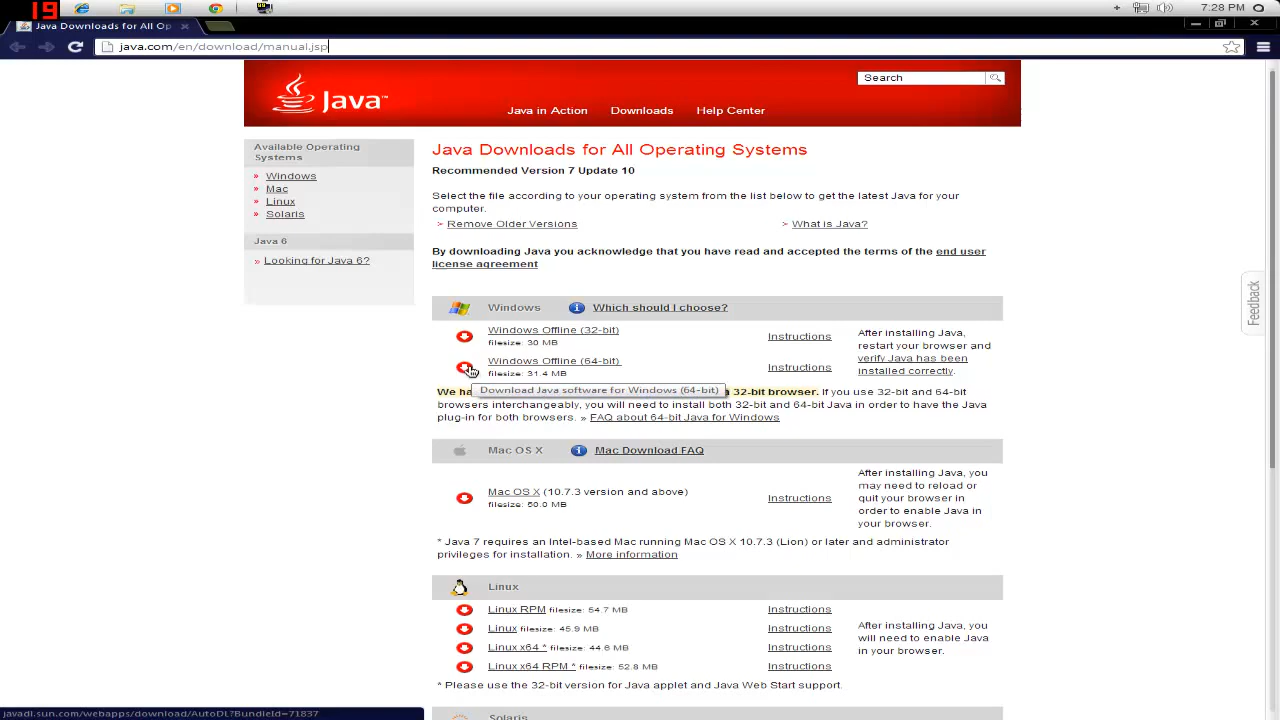 19
7:28 PM
Java Downloads for All Op
java.com/en/download/manual.jsp
Java™
Search
Java in Action
Downloads
Help Center
Available Operating
Systems
» Windows
» Mac
» Linux
» Solaris
Java 6
» Looking for Java 6?
Java Downloads for All Operating Systems
Recommended Version 7 Update 10
Select the file according to your operating system from the list below to get the latest Java for your
computer.
> Remove Older Versions
> What is Java?
By downloading Java you acknowledge that you have read and accepted the terms of the end user
license agreement
Windows
Which should I choose?
Windows Offline (32-bit)
filesize: 30 MB
Instructions
Windows Offline (64-bit)
filesize: 31.4 MB
Instructions
After installing Java,
restart your browser and
verify Java has been
installed correctly.
Download Java software for Windows (64-bit)
We ha 32-bit browser. If you use 32-bit and 64-bit
browsers interchangeably, you will need to install both 32-bit and 64-bit Java in order to have the Java
plug-in for both browsers. » FAQ about 64-bit Java for Windows
Mac OS X
Mac Download FAQ
Mac OS X (10.7.3 version and above)
filesize: 50.0 MB
Instructions
After installing Java, you
may need to reload or
quit your browser in
order to enable Java in
your browser.
* Java 7 requires an Intel-based Mac running Mac OS X 10.7.3 (Lion) or later and administrator
privileges for installation. » More information
Linux
Linux RPM filesize: 54.7 MB
Instructions
Linux filesize: 45.9 MB
Instructions
Linux x64 * filesize: 44.6 MB
Instructions
Linux x64 RPM * filesize: 52.8 MB
Instructions
After installing Java, you
will need to enable Java
in your browser.
* Please use the 32-bit version for Java applet and Java Web Start support.
Solaris
Feedback
javadl.sun.com/webapps/download/AutoDL?BundleId=71837